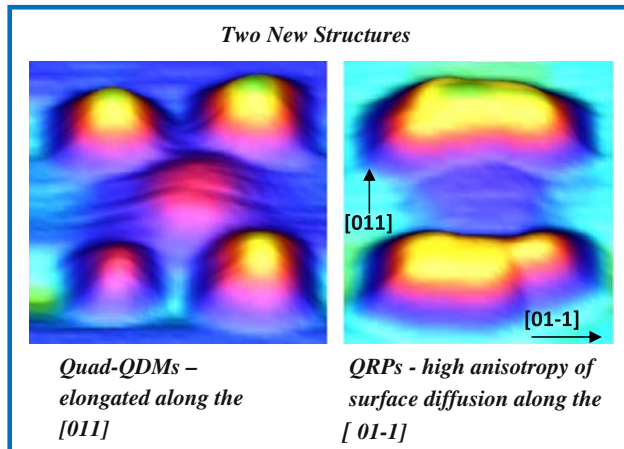 Two New Structures
[011]
[01-1]
Quad-QDMs –
elongated along the
[011]
QRPs - high anisotropy of
surface diffusion along the
[ 01-1]